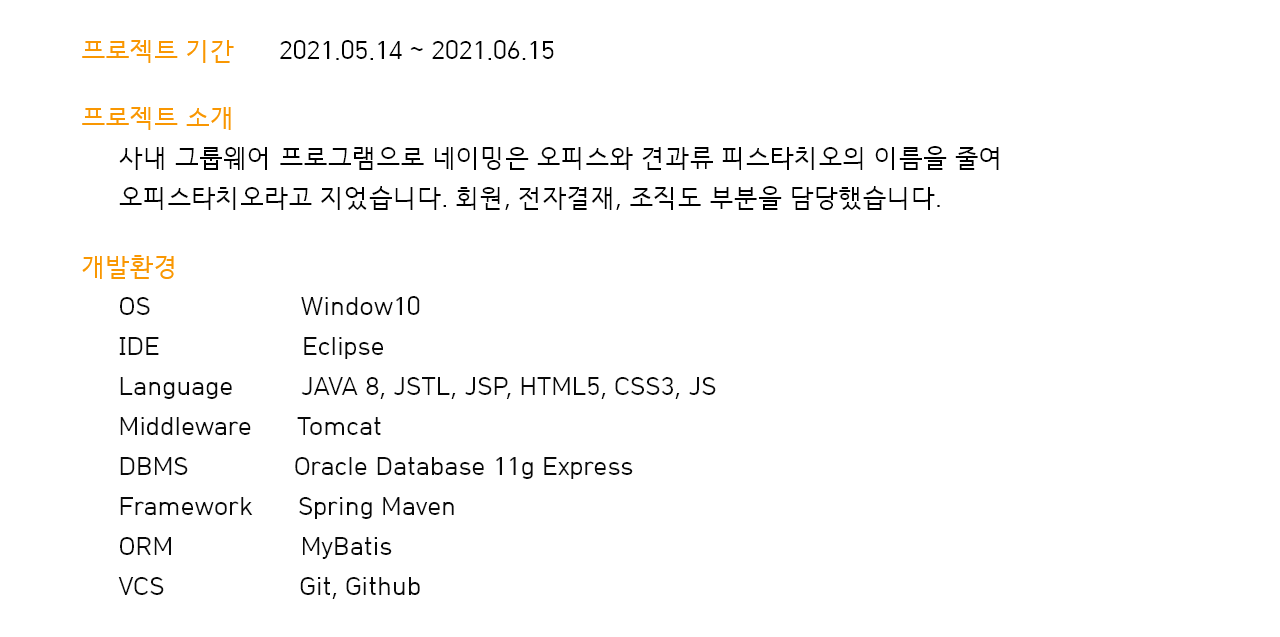 프로젝트 기간 2021.05.14 ~ 2021.06.15
프로젝트 소개
사내 그룹웨어 프로그램으로 네이밍은 오피스와 견과류 피스타치오의 이름을 줄여
오피스타치오라고 지었습니다. 회원, 전자결재, 조직도 부분을 담당했습니다.
개발환경
OS Window10
IDE Eclipse
Language JAVA 8, JSTL, JSP, HTML5, CSS3, JS
Middleware Tomcat
DBMS Oracle Database 11g Express
Framework Spring Maven
ORM MyBatis
VCS Git, Github